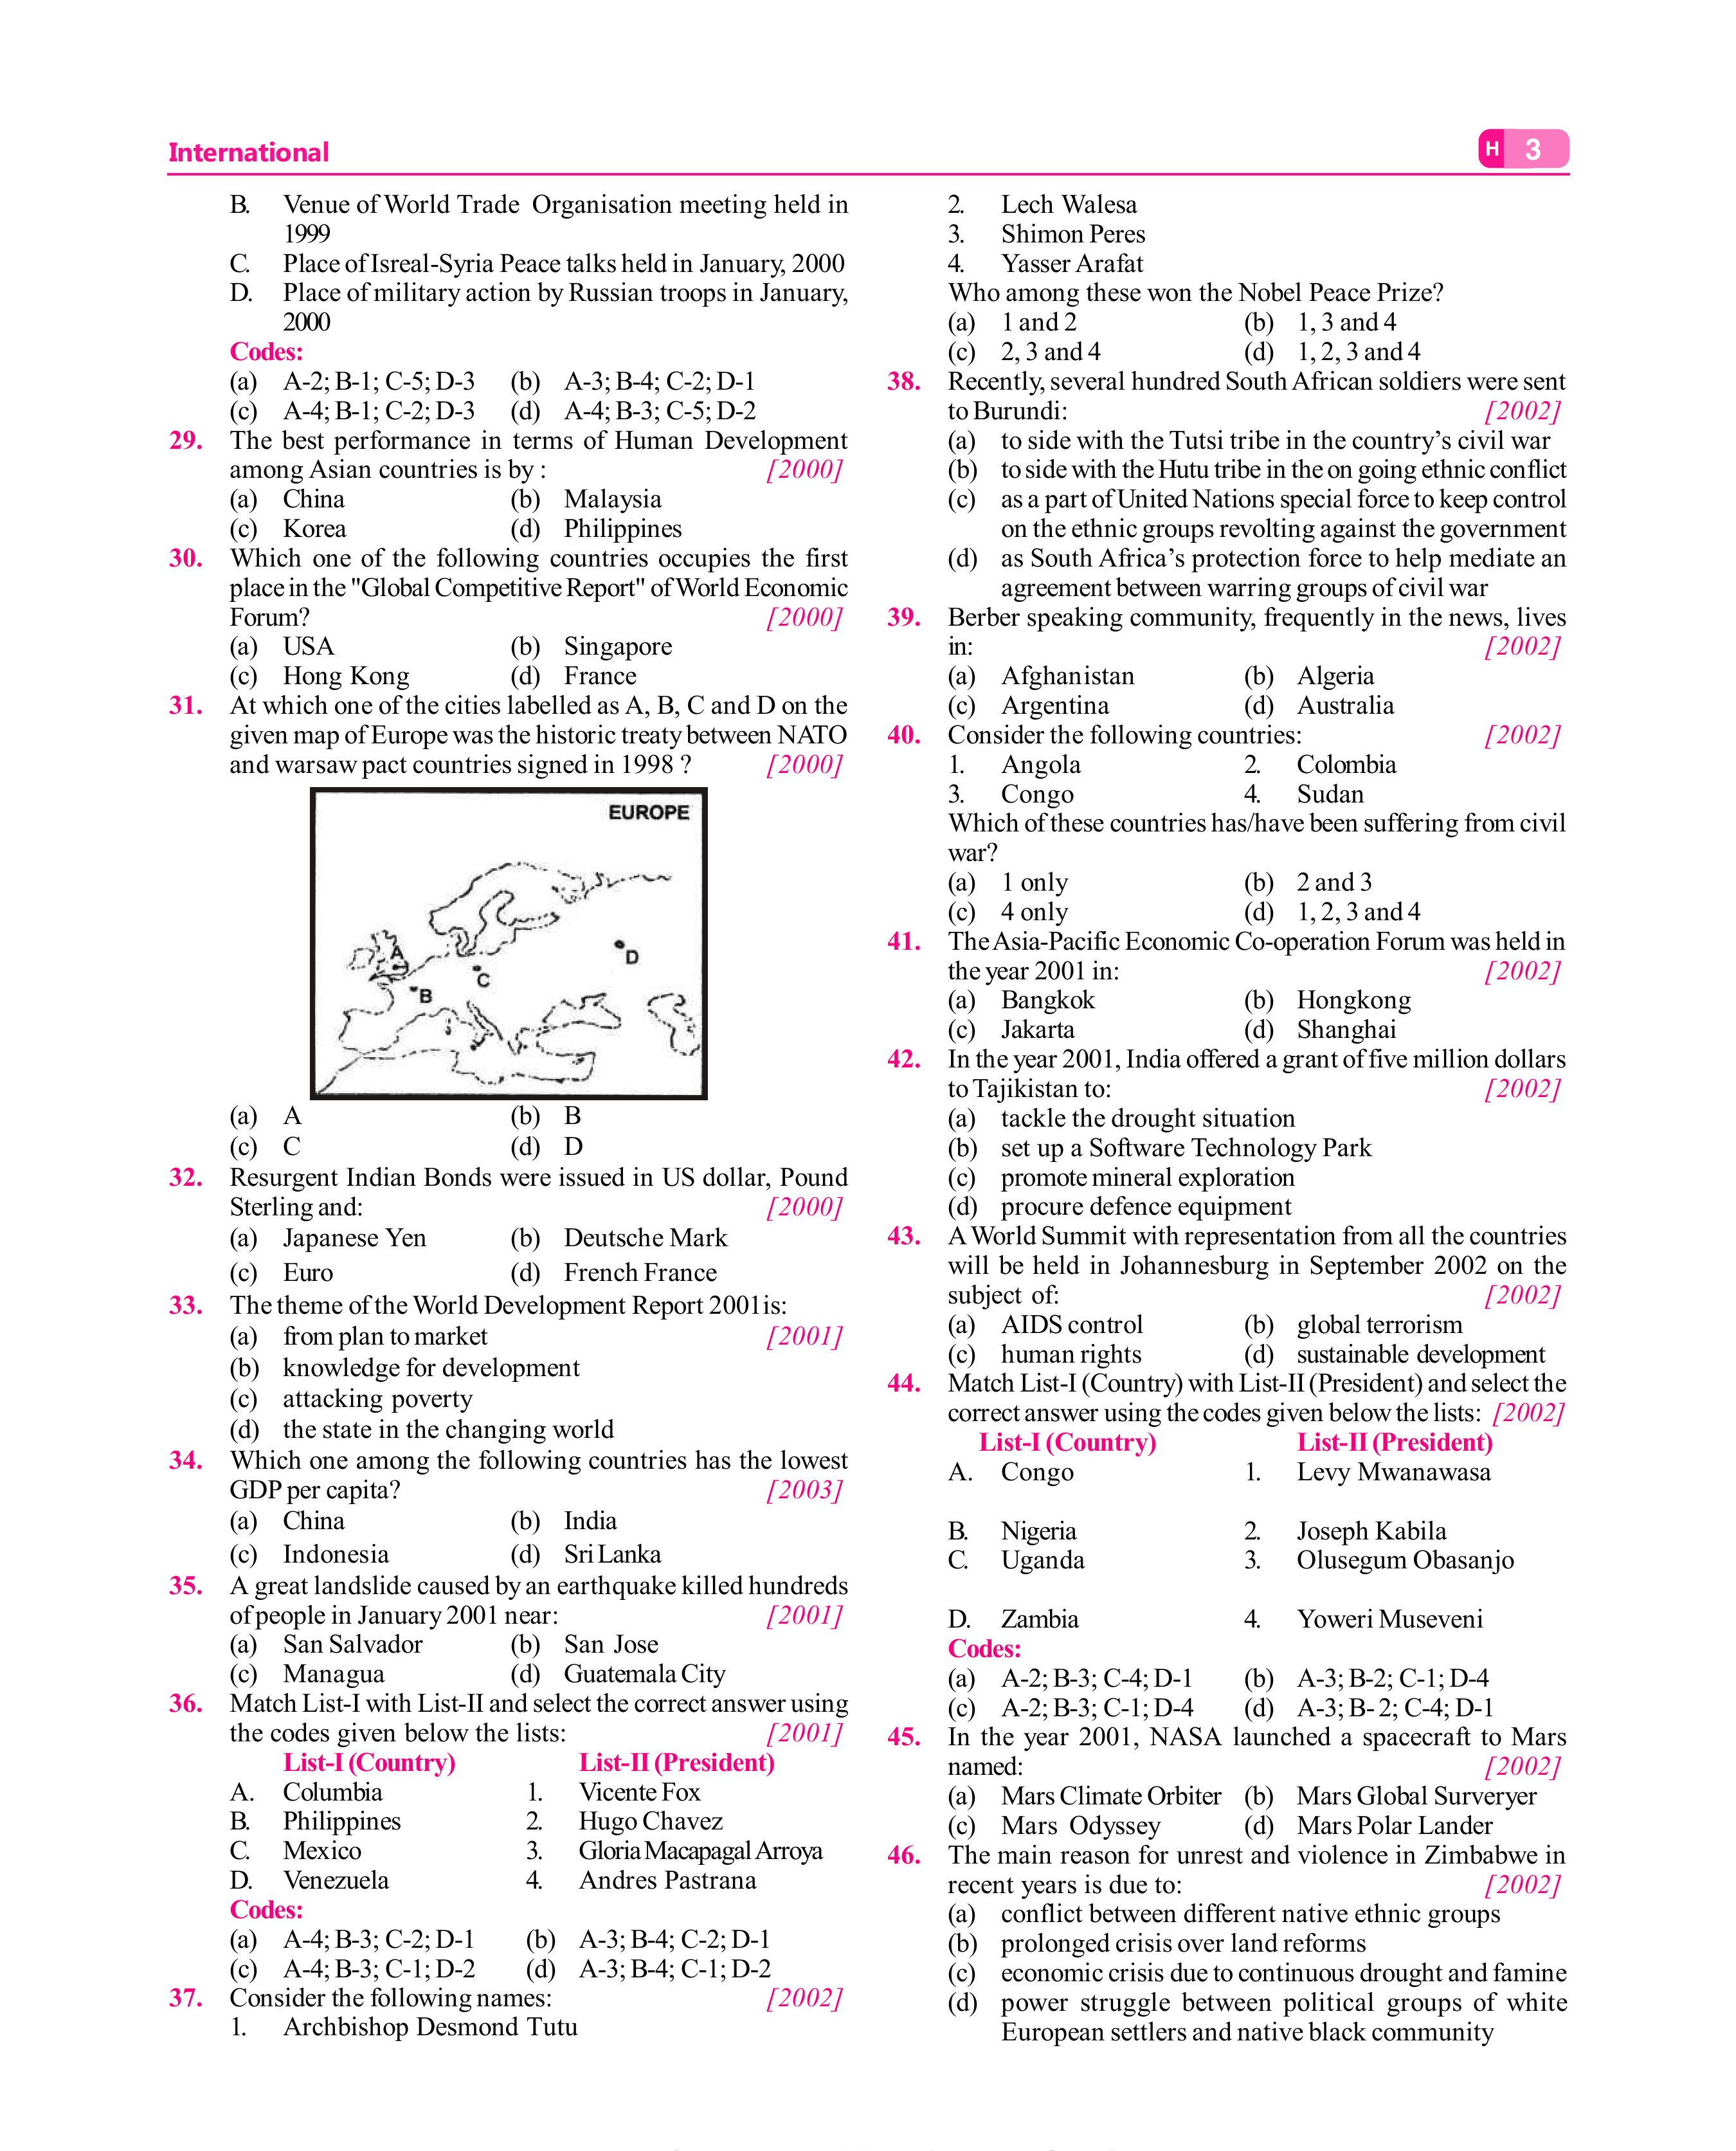 International
H 3
B. Venue of World Trade Organisation meeting held in
1999
C. Place of Isreal-Syria Peace talks held in January, 2000
D. Place of military action by Russian troops in January,
2000
Codes:
(a) A-2; B-1; C-5; D-3 (b) A-3; B-4; C-2; D-1
(c) A-4; B-1; C-2; D-3 (d) A-4; B-3; C-5; D-2
29. The best performance in terms of Human Development
among Asian countries is by : [2000]
(a) China (b) Malaysia
(c) Korea (d) Philippines
30. Which one of the following countries occupies the first
place in the "Global Competitive Report" of World Economic
Forum? [2000]
(a) USA (b) Singapore
(c) Hong Kong (d) France
31. At which one of the cities labelled as A, B, C and D on the
given map of Europe was the historic treaty between NATO
and warsaw pact countries signed in 1998 ? [2000]
EUROPE
A
D
C
B
(a) A (b) B
(c) C (d) D
32. Resurgent Indian Bonds were issued in US dollar, Pound
Sterling and: [2000]
(a) Japanese Yen (b) Deutsche Mark
(c) Euro (d) French France
33. The theme of the World Development Report 2001is:
(a) from plan to market [2001]
(b) knowledge for development
(c) attacking poverty
(d) the state in the changing world
34. Which one among the following countries has the lowest
GDP per capita? [2003]
(a) China (b) India
(c) Indonesia (d) Sri Lanka
35. A great landslide caused by an earthquake killed hundreds
of people in January 2001 near: [2001]
(a) San Salvador (b) San Jose
(c) Managua (d) Guatemala City
36. Match List-I with List-II and select the correct answer using
the codes given below the lists: [2001]
List-I (Country) List-II (President)
A. Columbia 1. Vicente Fox
B. Philippines 2. Hugo Chavez
C. Mexico 3. Gloria Macapagal Arroya
D. Venezuela 4. Andres Pastrana
Codes:
(a) A-4; B-3; C-2; D-1 (b) A-3; B-4; C-2; D-1
(c) A-4; B-3; C-1; D-2 (d) A-3; B-4; C-1; D-2
37. Consider the following names: [2002]
1. Archbishop Desmond Tutu
2. Lech Walesa
3. Shimon Peres
4. Yasser Arafat
Who among these won the Nobel Peace Prize?
(a) 1 and 2 (b) 1, 3 and 4
(c) 2, 3 and 4 (d) 1, 2, 3 and 4
38. Recently, several hundred South African soldiers were sent
to Burundi: [2002]
(a) to side with the Tutsi tribe in the country’s civil war
(b) to side with the Hutu tribe in the on going ethnic conflict
(c) as a part of United Nations special force to keep control
on the ethnic groups revolting against the government
(d) as South Africa’s protection force to help mediate an
agreement between warring groups of civil war
39. Berber speaking community, frequently in the news, lives
in: [2002]
(a) Afghanistan (b) Algeria
(c) Argentina (d) Australia
40. Consider the following countries: [2002]
1. Angola 2. Colombia
3. Congo 4. Sudan
Which of these countries has/have been suffering from civil
war?
(a) 1 only (b) 2 and 3
(c) 4 only (d) 1, 2, 3 and 4
41. The Asia-Pacific Economic Co-operation Forum was held in
the year 2001 in: [2002]
(a) Bangkok (b) Hongkong
(c) Jakarta (d) Shanghai
42. In the year 2001, India offered a grant of five million dollars
to Tajikistan to: [2002]
(a) tackle the drought situation
(b) set up a Software Technology Park
(c) promote mineral exploration
(d) procure defence equipment
43. A World Summit with representation from all the countries
will be held in Johannesburg in September 2002 on the
subject of: [2002]
(a) AIDS control (b) global terrorism
(c) human rights (d) sustainable development
44. Match List-I (Country) with List-II (President) and select the
correct answer using the codes given below the lists: [2002]
List-I (Country) List-II (President)
A. Congo 1. Levy Mwanawasa
B. Nigeria 2. Joseph Kabila
C. Uganda 3. Olusegum Obasanjo
D. Zambia 4. Yoweri Museveni
Codes:
(a) A-2; B-3; C-4; D-1 (b) A-3; B-2; C-1; D-4
(c) A-2; B-3; C-1; D-4 (d) A-3; B- 2; C-4; D-1
45. In the year 2001, NASA launched a spacecraft to Mars
named: [2002]
(a) Mars Climate Orbiter (b) Mars Global Surveryer
(c) Mars Odyssey (d) Mars Polar Lander
46. The main reason for unrest and violence in Zimbabwe in
recent years is due to: [2002]
(a) conflict between different native ethnic groups
(b) prolonged crisis over land reforms
(c) economic crisis due to continuous drought and famine
(d) power struggle between political groups of white
European settlers and native black community